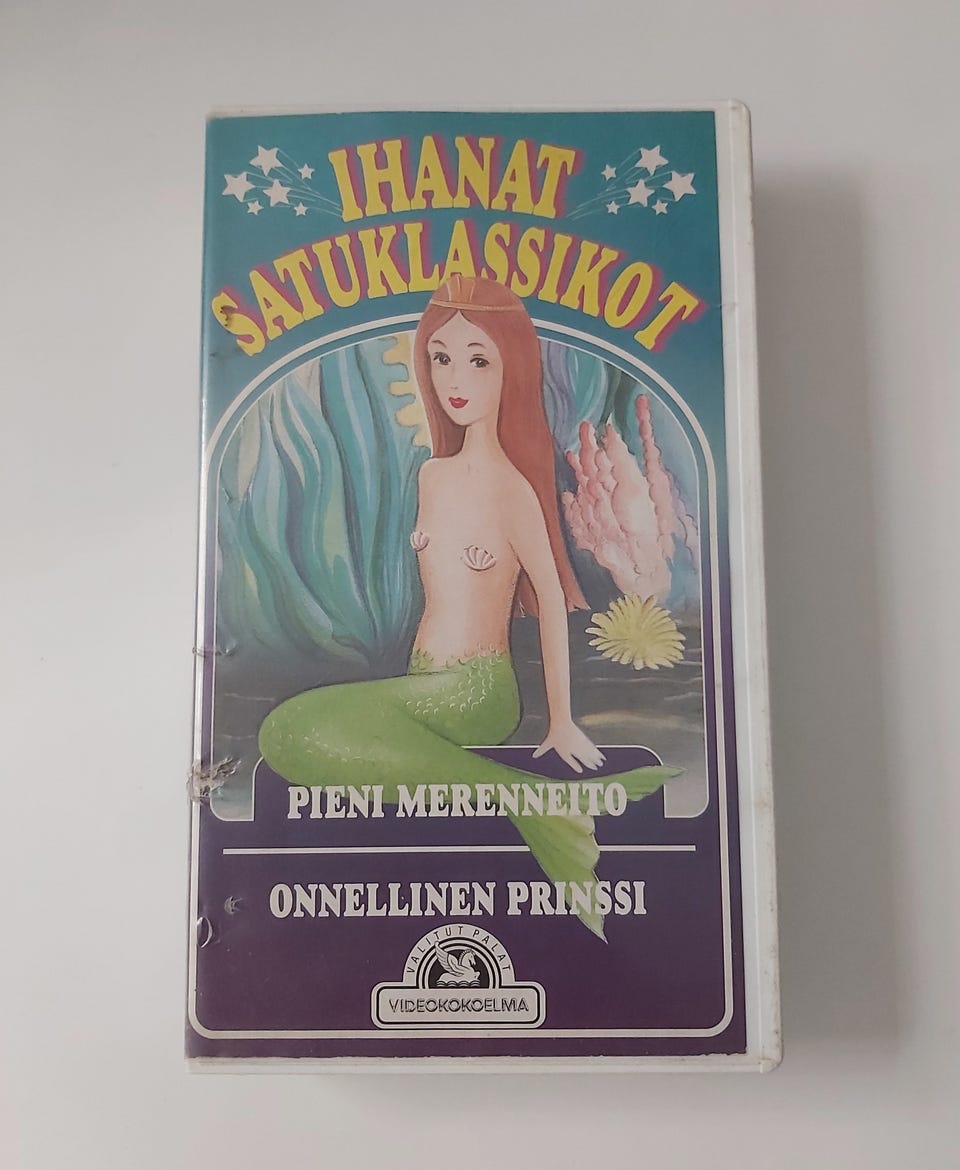 IHANAT
SATUKLASSIKOT
PIENI MERENNEITO
ONNELLINEN PRINSSI
VALITUT PALAT
VIDEOKOKOELMA